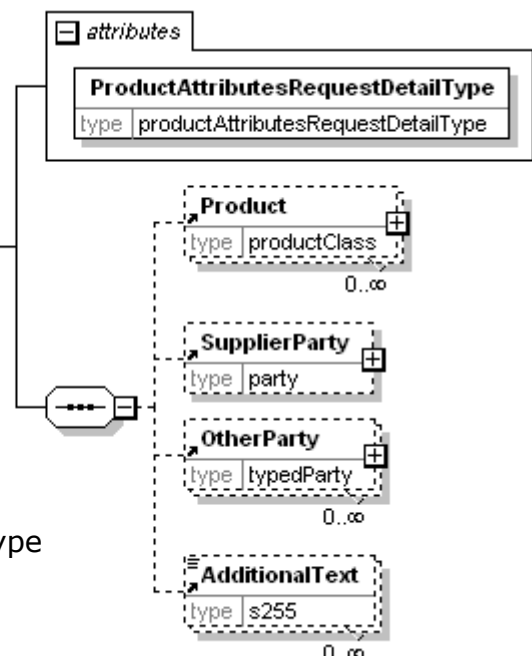 attributes
ProductAttributesRequestDetailType
type productAttributesRequestDetailType
Product
type productClass
0..∞
SupplierParty
type party
OtherParty
type typedParty
0..∞
ype
AdditionalText
type s255
0..∞